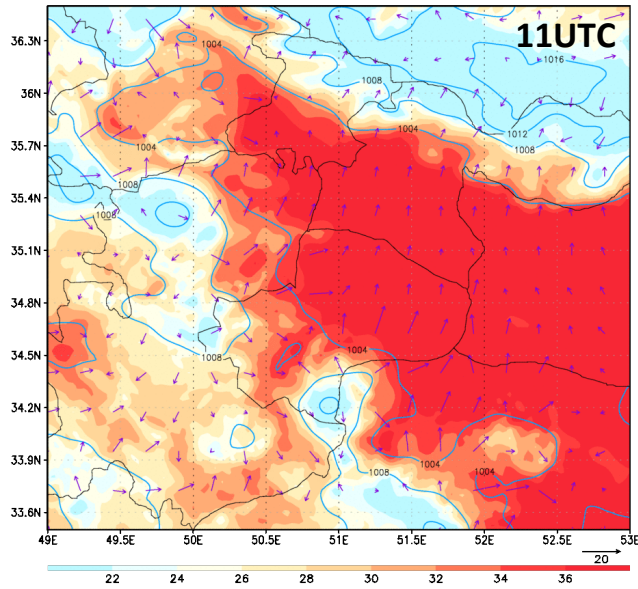 11UTC
36.3N
36N
35.7N
35.4N
35.1N
34.8N
34.5N
34.2N
33.9N
33.6N
1004
1016
1008
1012
1004
1004
1008
1008
1008
1008
1004
1008
1004
1004
49E
49.5E
50E
50.5E
51E
51.5E
52E
52.5E
53E
20
22
24
26
28
30
32
34
36